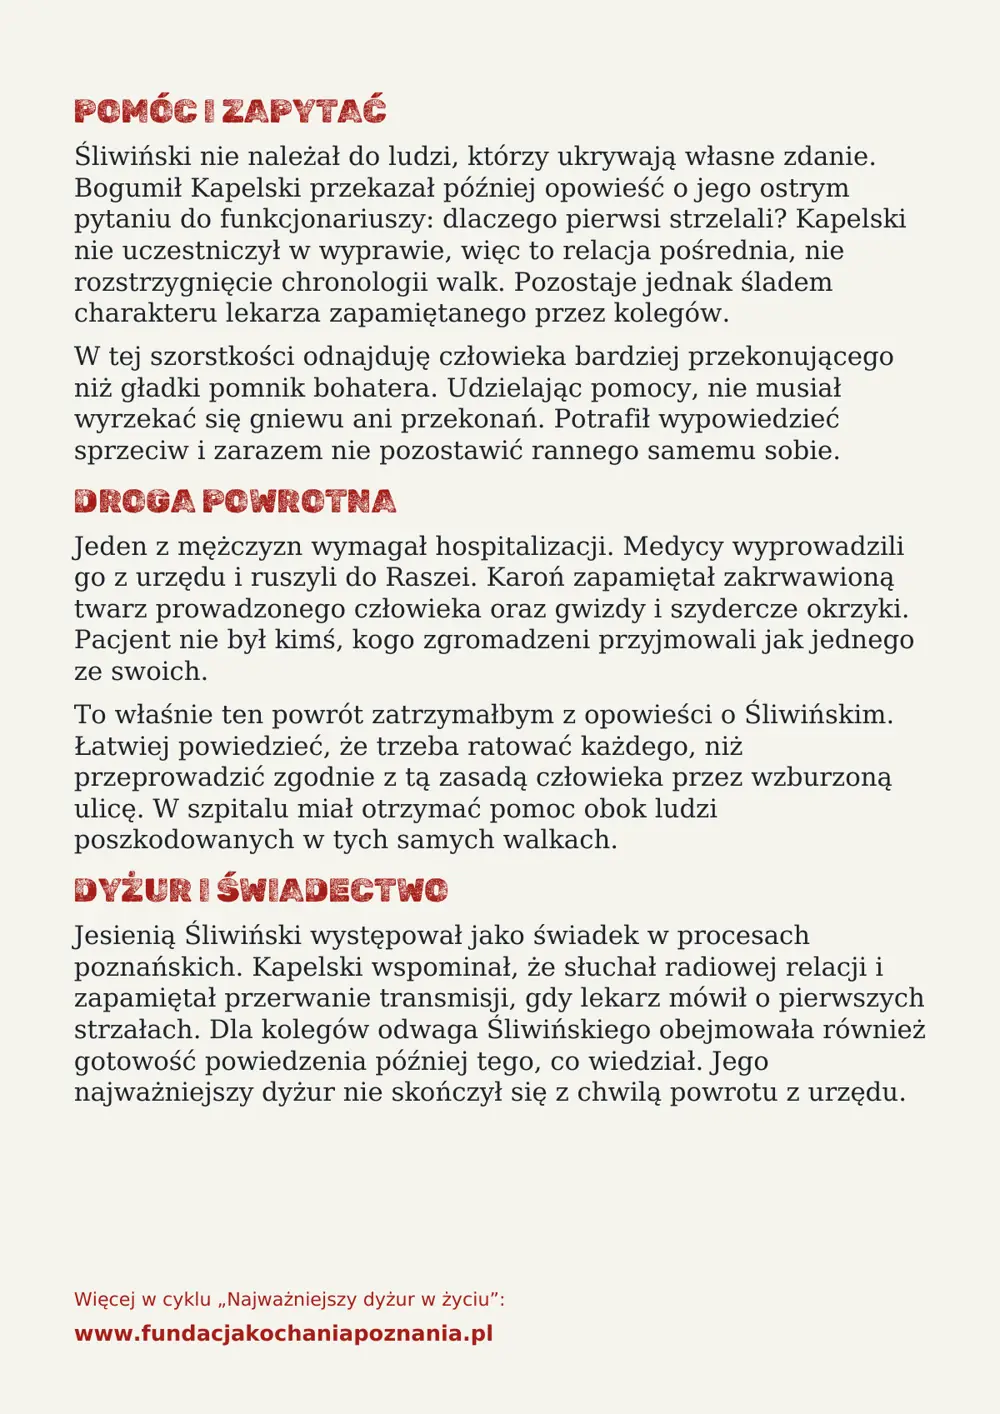 POMÓC I ZAPYTAĆ
Śliwiński nie należał do ludzi, którzy ukrywają własne zdanie.
Bogumił Kapelski przekazał później opowieść o jego ostrym
pytaniu do funkcjonariuszy: dlaczego pierwsi strzelali? Kapelski
nie uczestniczył w wyprawie, więc to relacja pośrednia, nie
rozstrzygnięcie chronologii walk. Pozostaje jednak śladem
charakteru lekarza zapamiętanego przez kolegów.
W tej szorstkości odnajduję człowieka bardziej przekonującego
niż gładki pomnik bohatera. Udzielając pomocy, nie musiał
wyrzekać się gniewu ani przekonań. Potrafił wypowiedzieć
sprzeciw i zarazem nie pozostawić rannego samemu sobie.
DROGA POWROTNA
Jeden z mężczyzn wymagał hospitalizacji. Medycy wyprowadzili
go z urzędu i ruszyli do Raszei. Karoń zapamiętał zakrwawioną
twarz prowadzonego człowieka oraz gwizdy i szydercze okrzyki.
Pacjent nie był kimś, kogo zgromadzeni przyjmowali jak jednego
ze swoich.
To właśnie ten powrót zatrzymałbym z opowieści o Śliwińskim.
Łatwiej powiedzieć, że trzeba ratować każdego, niż
przeprowadzić zgodnie z tą zasadą człowieka przez wzburzoną
ulicę. W szpitalu miał otrzymać pomoc obok ludzi
poszkodowanych w tych samych walkach.
DYŻUR I ŚWIADECTWO
Jesienią Śliwiński występował jako świadek w procesach
poznańskich. Kapelski wspominał, że słuchał radiowej relacji i
zapamiętał przerwanie transmisji, gdy lekarz mówił o pierwszych
strzałach. Dla kolegów odwaga Śliwińskiego obejmowała również
gotowość powiedzenia później tego, co wiedział. Jego
najważniejszy dyżur nie skończył się z chwilą powrotu z urzędu.
Więcej w cyklu „Najważniejszy dyżur w życiu”:
www.fundacjakochaniapoznania.pl